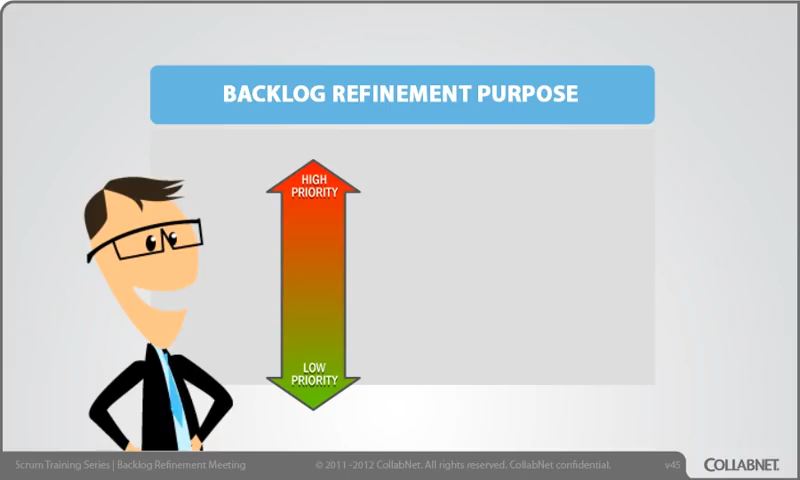 BACKLOG REFINEMENT PURPOSE
HIGH
PRIORITY
LOW
PRIORITY
Scrum Training Series | Backlog Refinement Meeting
© 2011 -2012 CollabNet. All rights reserved. CollabNet confidential.
v45
COLLABNET.